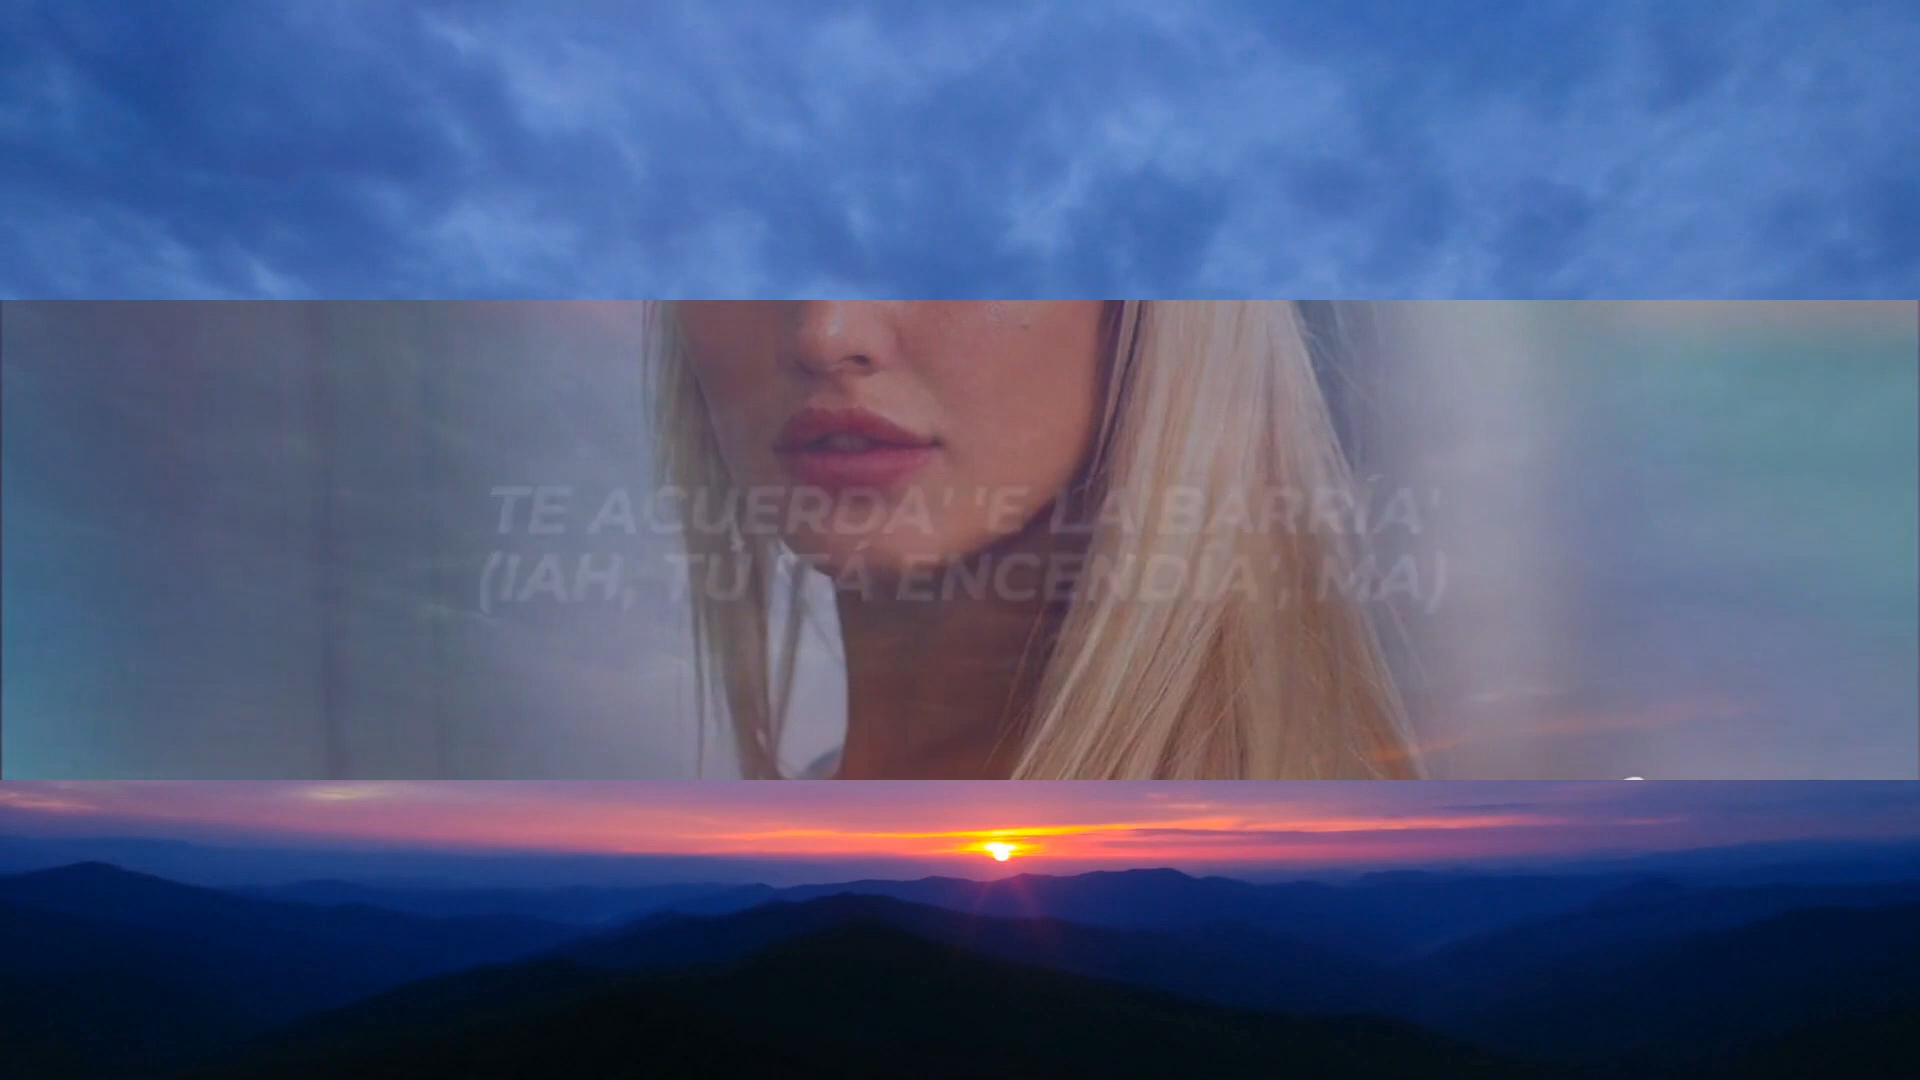 TE ACUERDA' 'E LA BARRÍA'
(IAH, TÚ 'TÁ ENCENDÍA', MA)